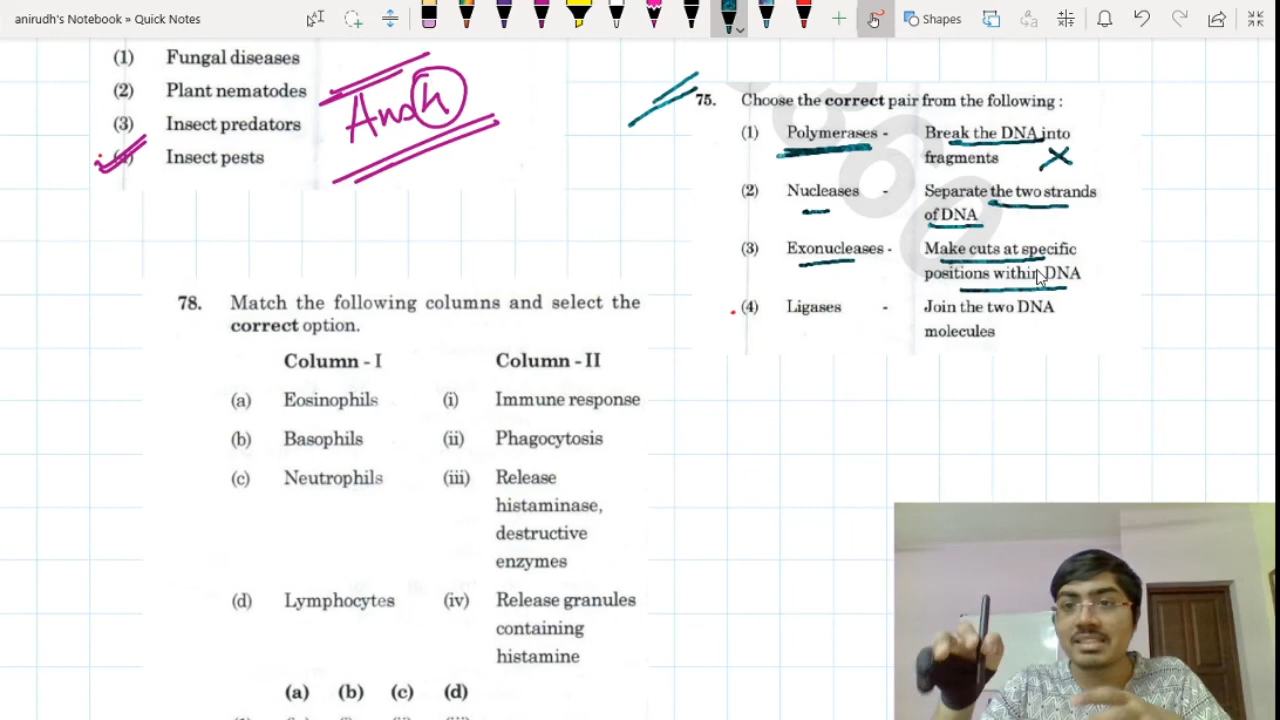 anirudh's Notebook » Quick Notes
Shapes
(1) Fungal diseases
(2) Plant nematodes
(3) Insect predators
Insect pests
75. Choose the correct pair from the following :
(1) Polymerases - Break the DNA into
fragments
(2) Nucleases - Separate the two strands
of DNA
(3) Exonucleases - Make cuts at specific
positions within DNA
(4) Ligases - Join the two DNA
molecules
78. Match the following columns and select the
correct option.
Column - I Column - II
(a) Eosinophils (i) Immune response
(b) Basophils (ii) Phagocytosis
(c) Neutrophils (iii) Release
histaminase,
destructive
enzymes
(d) Lymphocytes (iv) Release granules
containing
histamine
(a) (b) (c) (d)